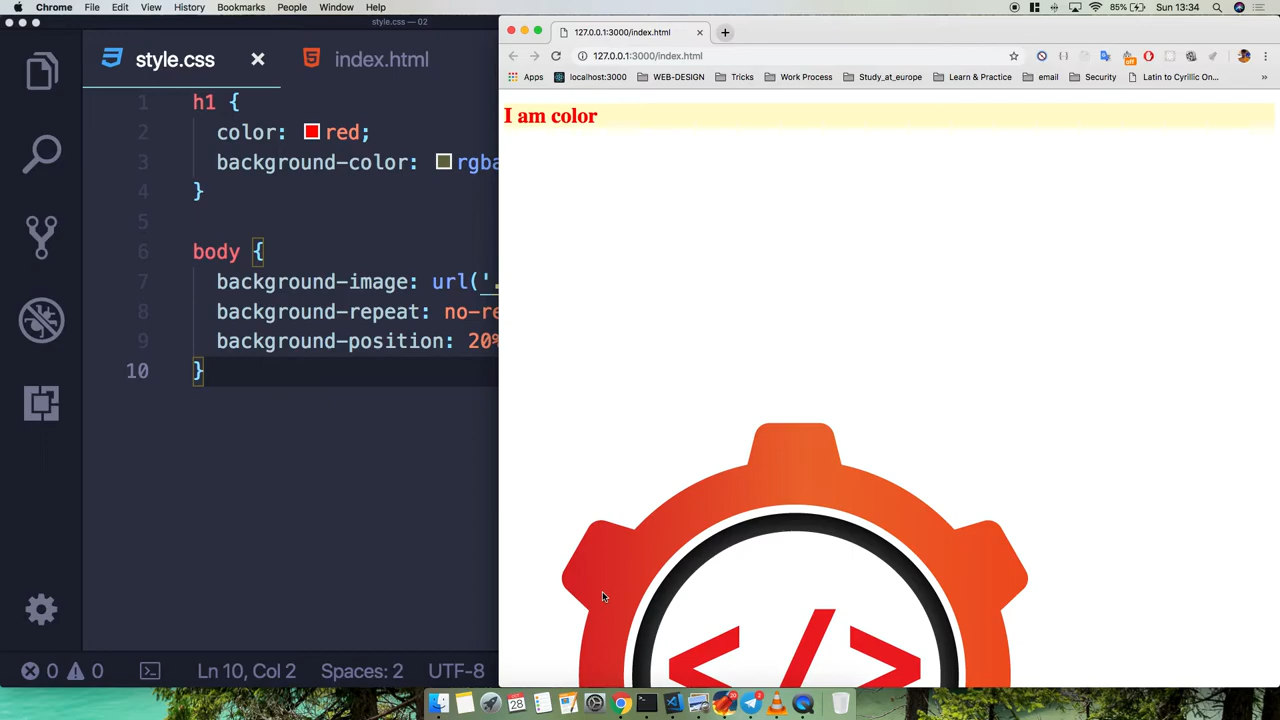 Chrome File Edit View History Bookmarks People Window Help 85% Sun 13:34
style.css — 02
style.css index.html
1 h1 {
2 color: red;
3 background-color: rgba
4 }
5
6 body {
7 background-image: url('.
8 background-repeat: no-re
9 background-position: 20%
10 }
0 0 Ln 10, Col 2 Spaces: 2 UTF-8
127.0.0.1:3000/index.html
127.0.0.1:3000/index.html
Apps localhost:3000 WEB-DESIGN Tricks Work Process Study_at_europe Learn & Practice email Security Latin to Cyrillic On... »
I am color
</>
28